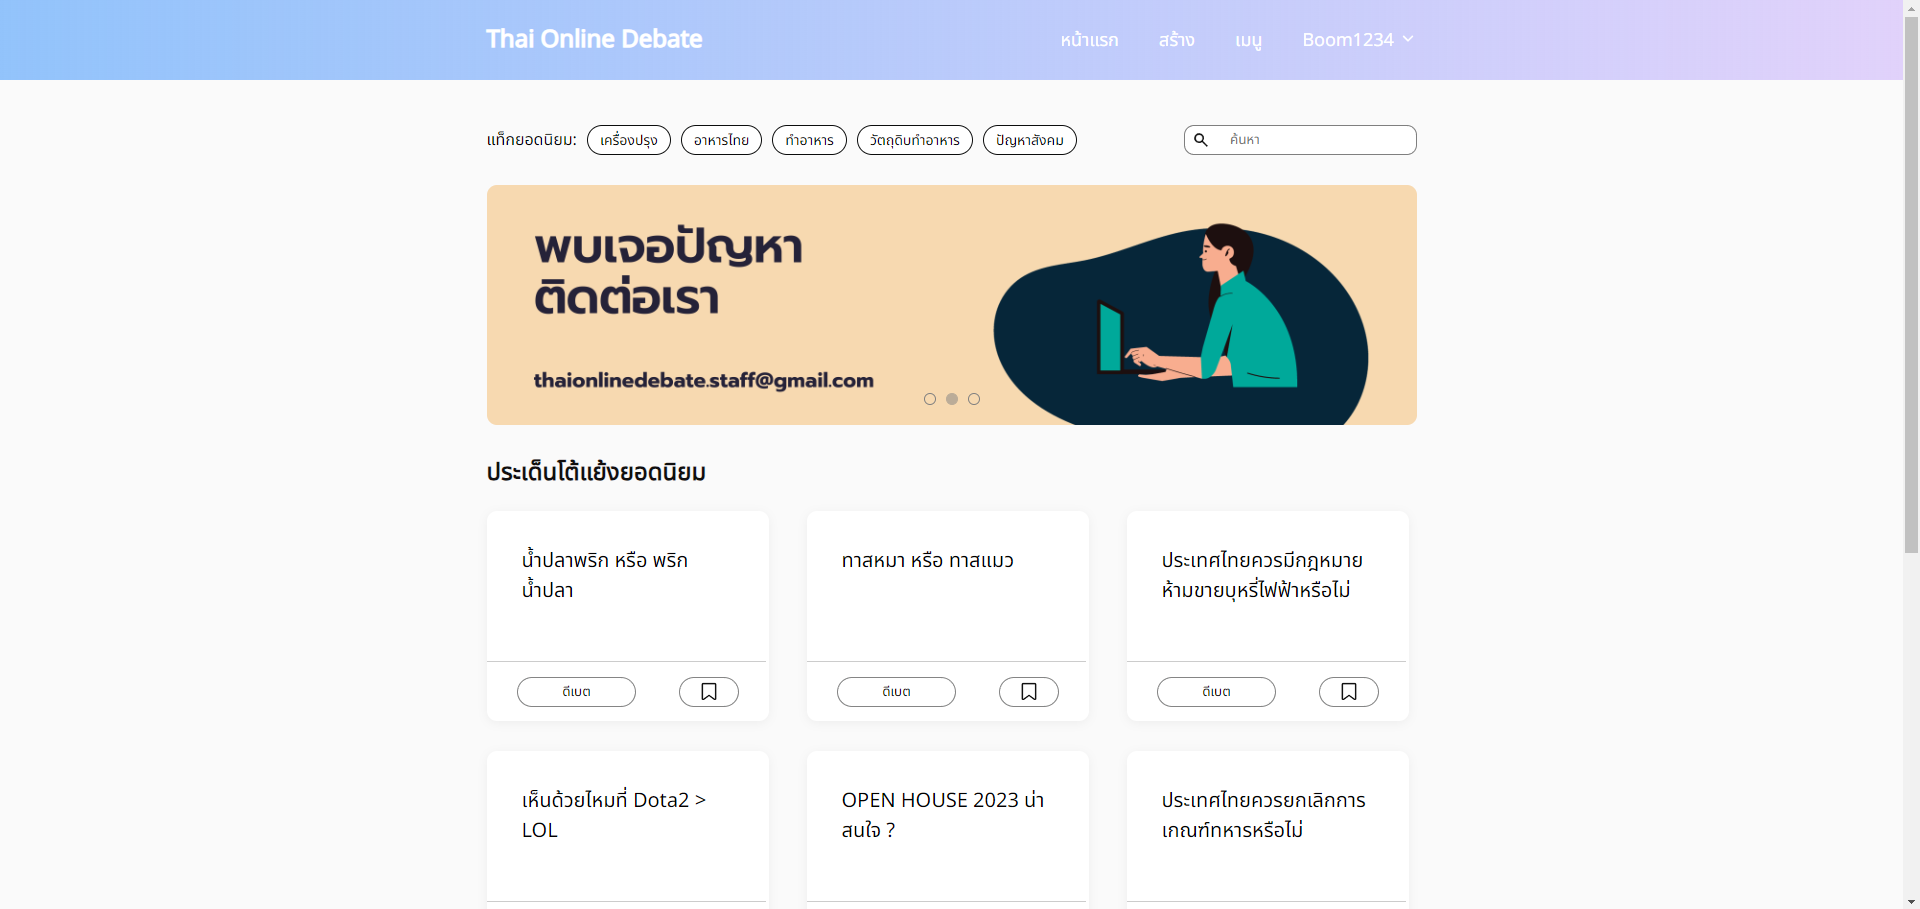 Thai Online Debate
หน้าแรก สร้าง เมนู Boom1234
แท็กยอดนิยม: เครื่องปรุง อาหารไทย ทำอาหาร วัตถุดิบทำอาหาร ปัญหาสังคม ค้นหา
พบเจอปัญหา
ติดต่อเรา
thaionlinedebate.staff@gmail.com
ประเด็นโต้แย้งยอดนิยม
น้ำปลาพริก หรือ พริก
น้ำปลา
ดีเบต
ทาสหมา หรือ ทาสแมว
ดีเบต
ประเทศไทยควรมีกฎหมาย
ห้ามขายบุหรี่ไฟฟ้าหรือไม่
ดีเบต
เห็นด้วยไหมที่ Dota2 >
LOL
OPEN HOUSE 2023 น่า
สนใจ ?
ประเทศไทยควรยกเลิกการ
เกณฑ์ทหารหรือไม่